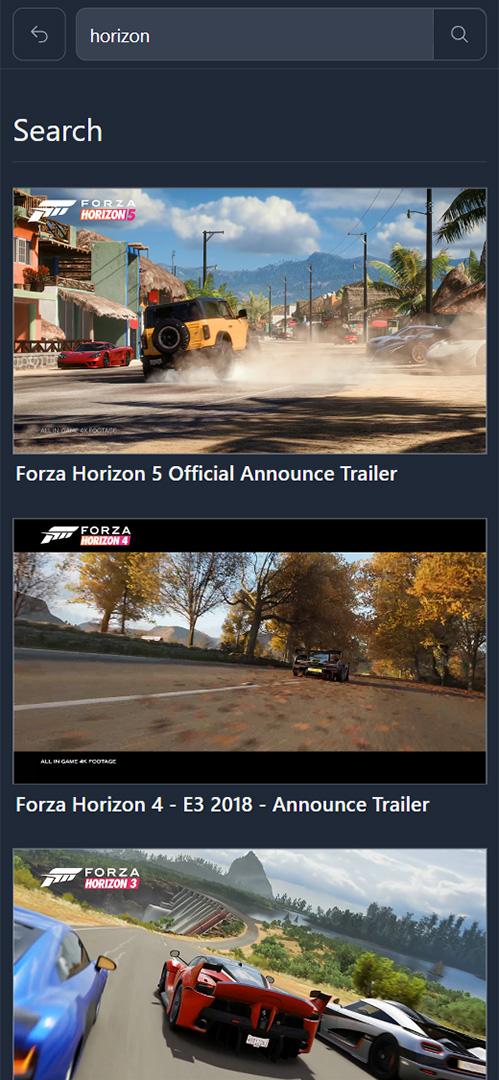 horizon
Search
FORZA
HORIZON 5
ALL IN GAME 4K FOOTAGE
Forza Horizon 5 Official Announce Trailer
FORZA
HORIZON 4
ALL IN GAME 4K FOOTAGE
Forza Horizon 4 - E3 2018 - Announce Trailer
FORZA
HORIZON 3